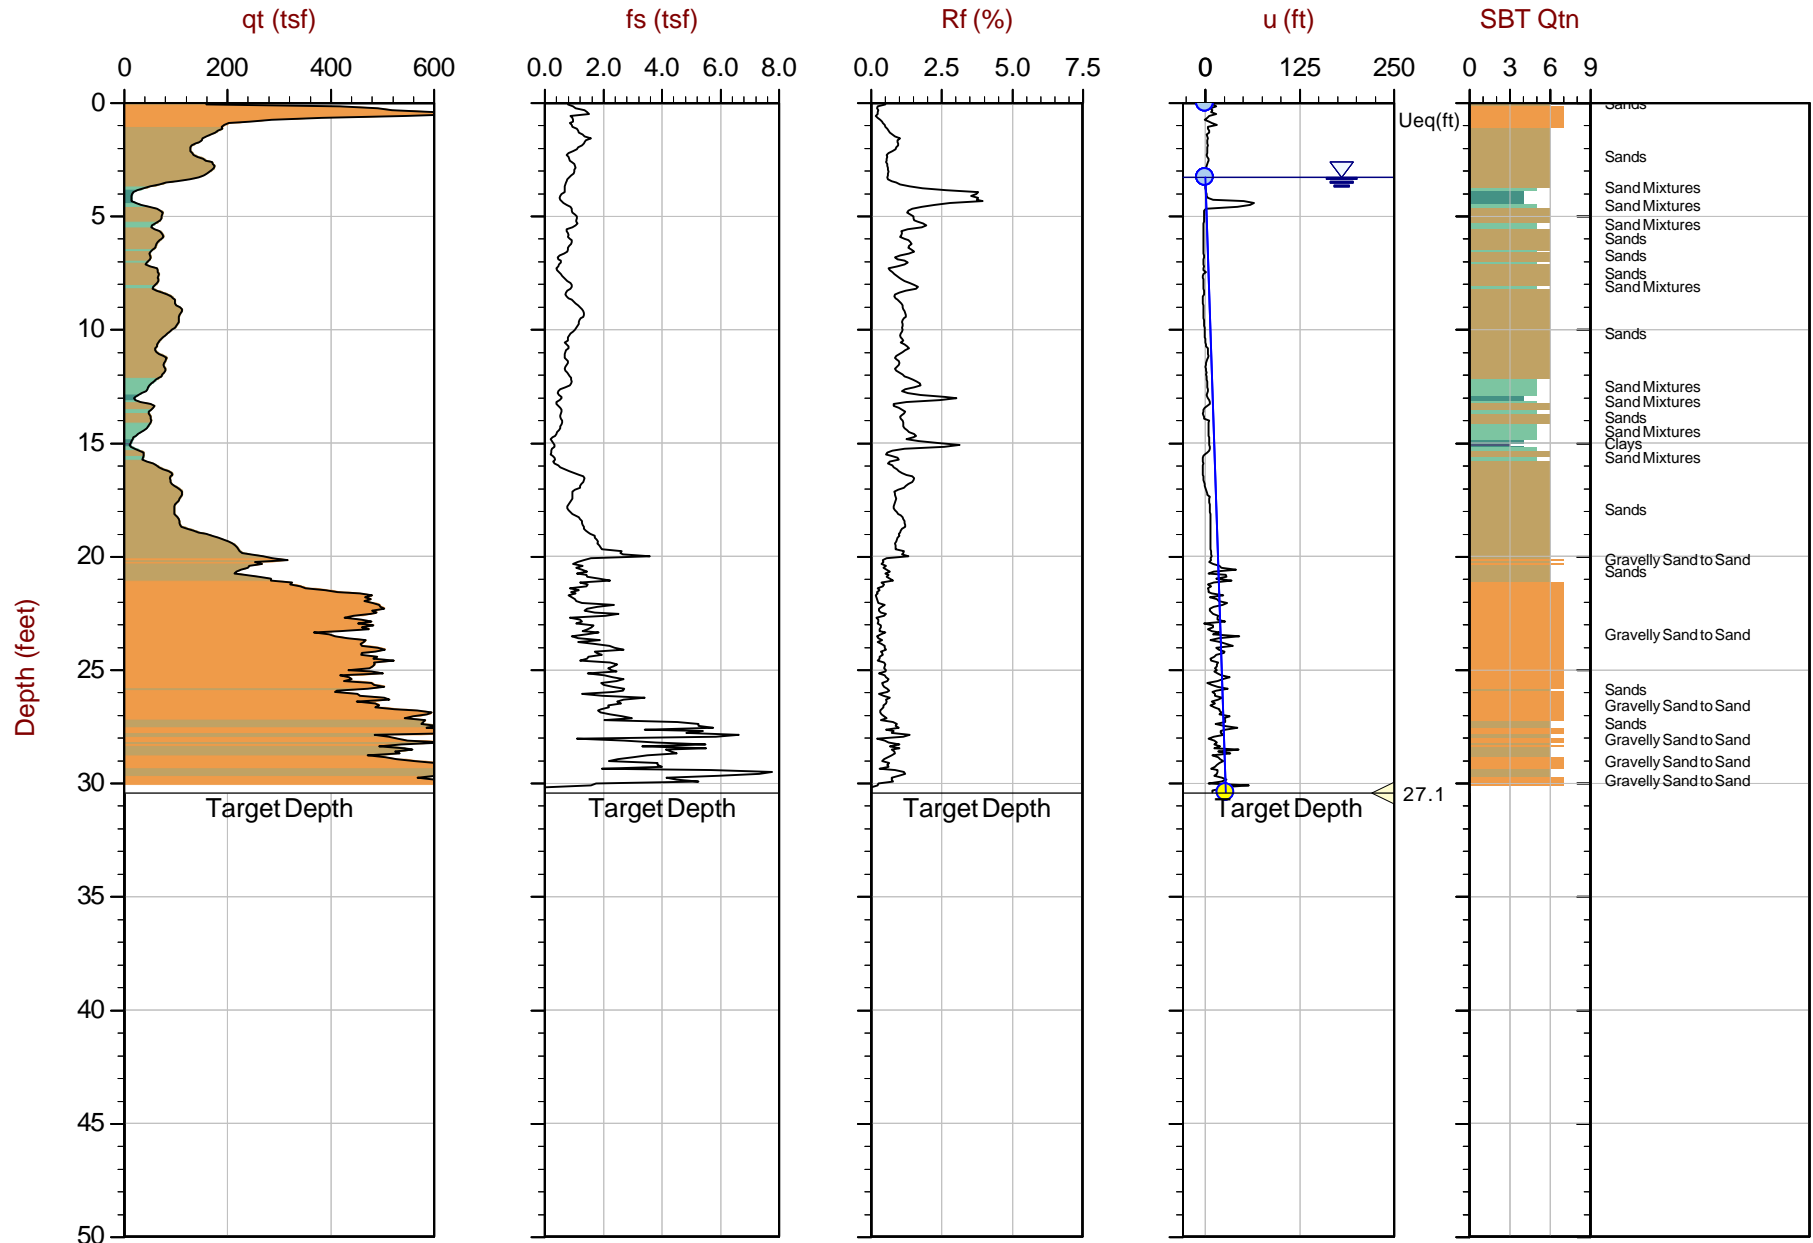 qt (tsf) fs (tsf) Rf (%) u (ft) SBT Qtn
0 200 400 600 0.0 2.0 4.0 6.0 8.0 0.0 2.5 5.0 7.5 0 125 250 0 3 6 9
0
Sands
Ueq(ft)
Sands
Sand Mixtures
Sand Mixtures
5
Sand Mixtures
Sands
Sands
Sands
Sand Mixtures
10
Sands
Sand Mixtures
Sand Mixtures
Sands
Sand Mixtures
15
Clays
Sand Mixtures
Sands
20
Gravelly Sand to Sand
Sands
Gravelly Sand to Sand
25
Sands
Gravelly Sand to Sand
Sands
Gravelly Sand to Sand
Gravelly Sand to Sand
30
Gravelly Sand to Sand
27.1
Target Depth Target Depth Target Depth Target Depth
35
40
45
50
Depth (feet)